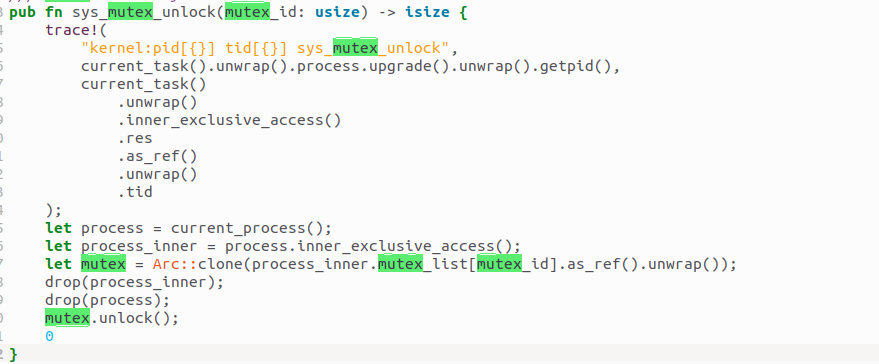 pub fn sys_mutex_unlock(mutex_id: usize) -> isize {
    trace!(
        "kernel:pid[{}] tid[{}] sys_mutex_unlock",
        current_task().unwrap().process.upgrade().unwrap().getpid(),
        current_task()
            .unwrap()
            .inner_exclusive_access()
            .res
            .as_ref()
            .unwrap()
            .tid
    );
    let process = current_process();
    let process_inner = process.inner_exclusive_access();
    let mutex = Arc::clone(process_inner.mutex_list[mutex_id].as_ref().unwrap());
    drop(process_inner);
    drop(process);
    mutex.unlock();
    0
}